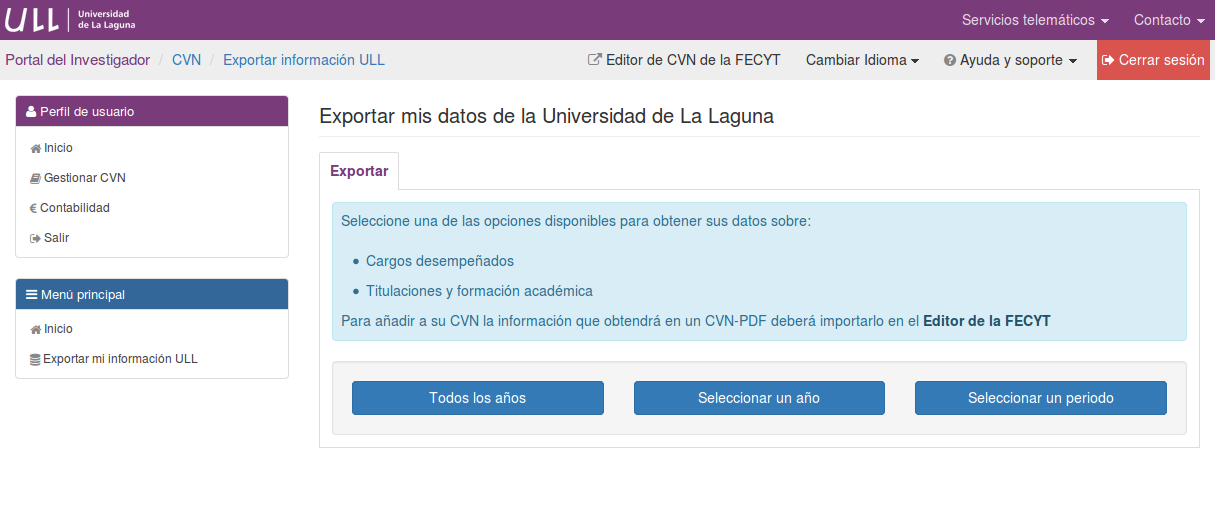 ULL Universidad
de La Laguna
Servicios telemáticos
Contacto
Portal del Investigador / CVN / Exportar información ULL
Editor de CVN de la FECYT
Cambiar Idioma
Ayuda y soporte
Cerrar sesión
Perfil de usuario
Inicio
Gestionar CVN
Contabilidad
Salir
Menú principal
Inicio
Exportar mi información ULL
Exportar mis datos de la Universidad de La Laguna
Exportar
Seleccione una de las opciones disponibles para obtener sus datos sobre:
• Cargos desempeñados
• Titulaciones y formación académica
Para añadir a su CVN la información que obtendrá en un CVN-PDF deberá importarlo en el Editor de la FECYT
Todos los años
Seleccionar un año
Seleccionar un periodo